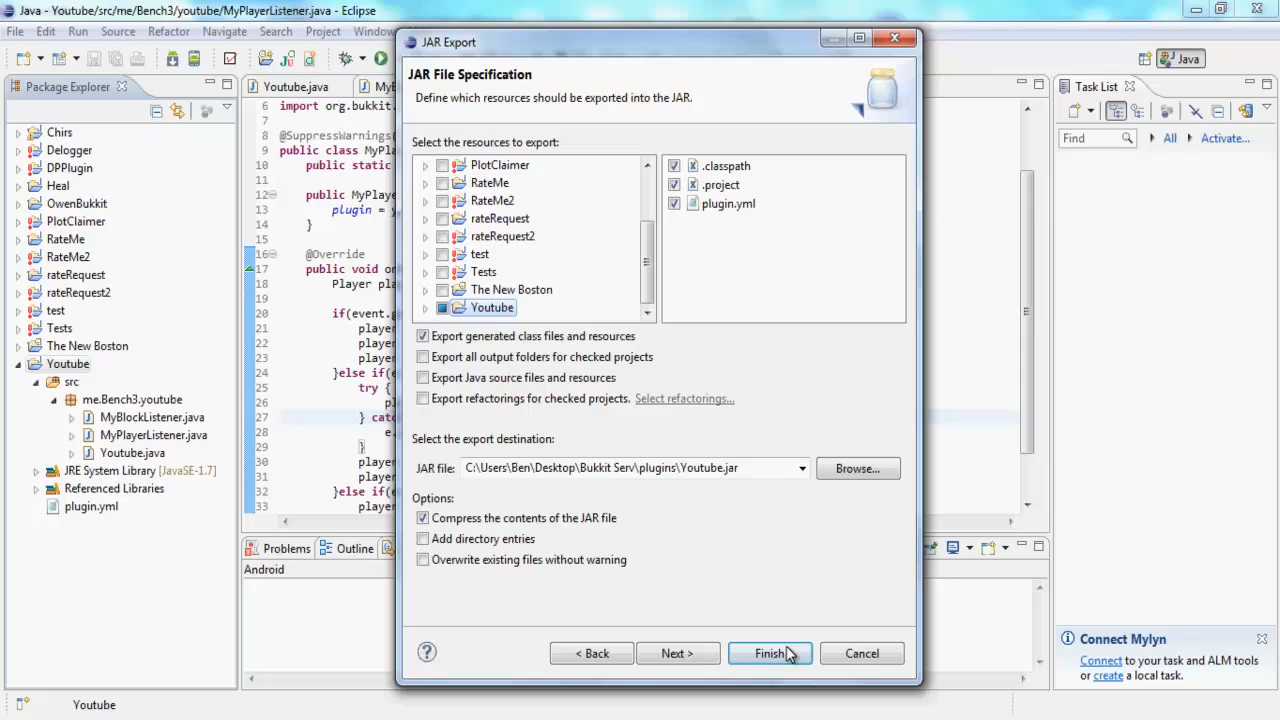 Java - Youtube/src/me/Bench3/youtube/MyPlayerListener.java - Eclipse
File Edit View Source Refactor Navigate Search Project Window
Java
Package Explorer
Chirs
Delogger
DPPlugin
Heal
OwenBukkit
PlotClaimer
RateMe
RateMe2
rateRequest
rateRequest2
test
Tests
The New Boston
Youtube
src
me.Bench3.youtube
MyBlockListener.java
MyPlayerListener.java
Youtube.java
JRE System Library [JavaSE-1.7]
Referenced Libraries
plugin.yml
Youtube.java
6 import org.bukkit.
7
8 @SuppressWarnings(
9 public class MyPla
10 public static
11
12 public MyPlaye
13 plugin = y
14 }
15
16 @Override
17 public void on
18 Player pla
19
20 if(event.g
21 player
22 player
23 player
24 }else if(e
25 try {
26 pl
27 } catc
28 e.
29 }
30 player
31 player
32 }else if(e
33 player
Problems Outline
Android
JAR Export
JAR File Specification
Define which resources should be exported into the JAR.
Select the resources to export:
PlotClaimer
RateMe
RateMe2
rateRequest
rateRequest2
test
Tests
The New Boston
Youtube
.classpath
.project
plugin.yml
Export generated class files and resources
Export all output folders for checked projects
Export Java source files and resources
Export refactorings for checked projects. Select refactorings...
Select the export destination:
JAR file: C:\Users\Ben\Desktop\Bukkit Serv\plugins\Youtube.jar Browse...
Options:
Compress the contents of the JAR file
Add directory entries
Overwrite existing files without warning
< Back Next > Finish Cancel
Task List
Find All Activate...
Connect Mylyn
Connect to your task and ALM tools
or create a local task.
Youtube